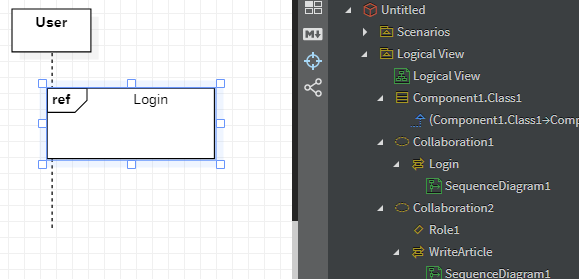 User
ref
Login
M
Untitled
Scenarios
Logical View
Logical View
Component1.Class1
(Component1.Class1→Comp
Collaboration1
Login
SequenceDiagram1
Collaboration2
Role1
WriteArticle
SequenceDiagram1